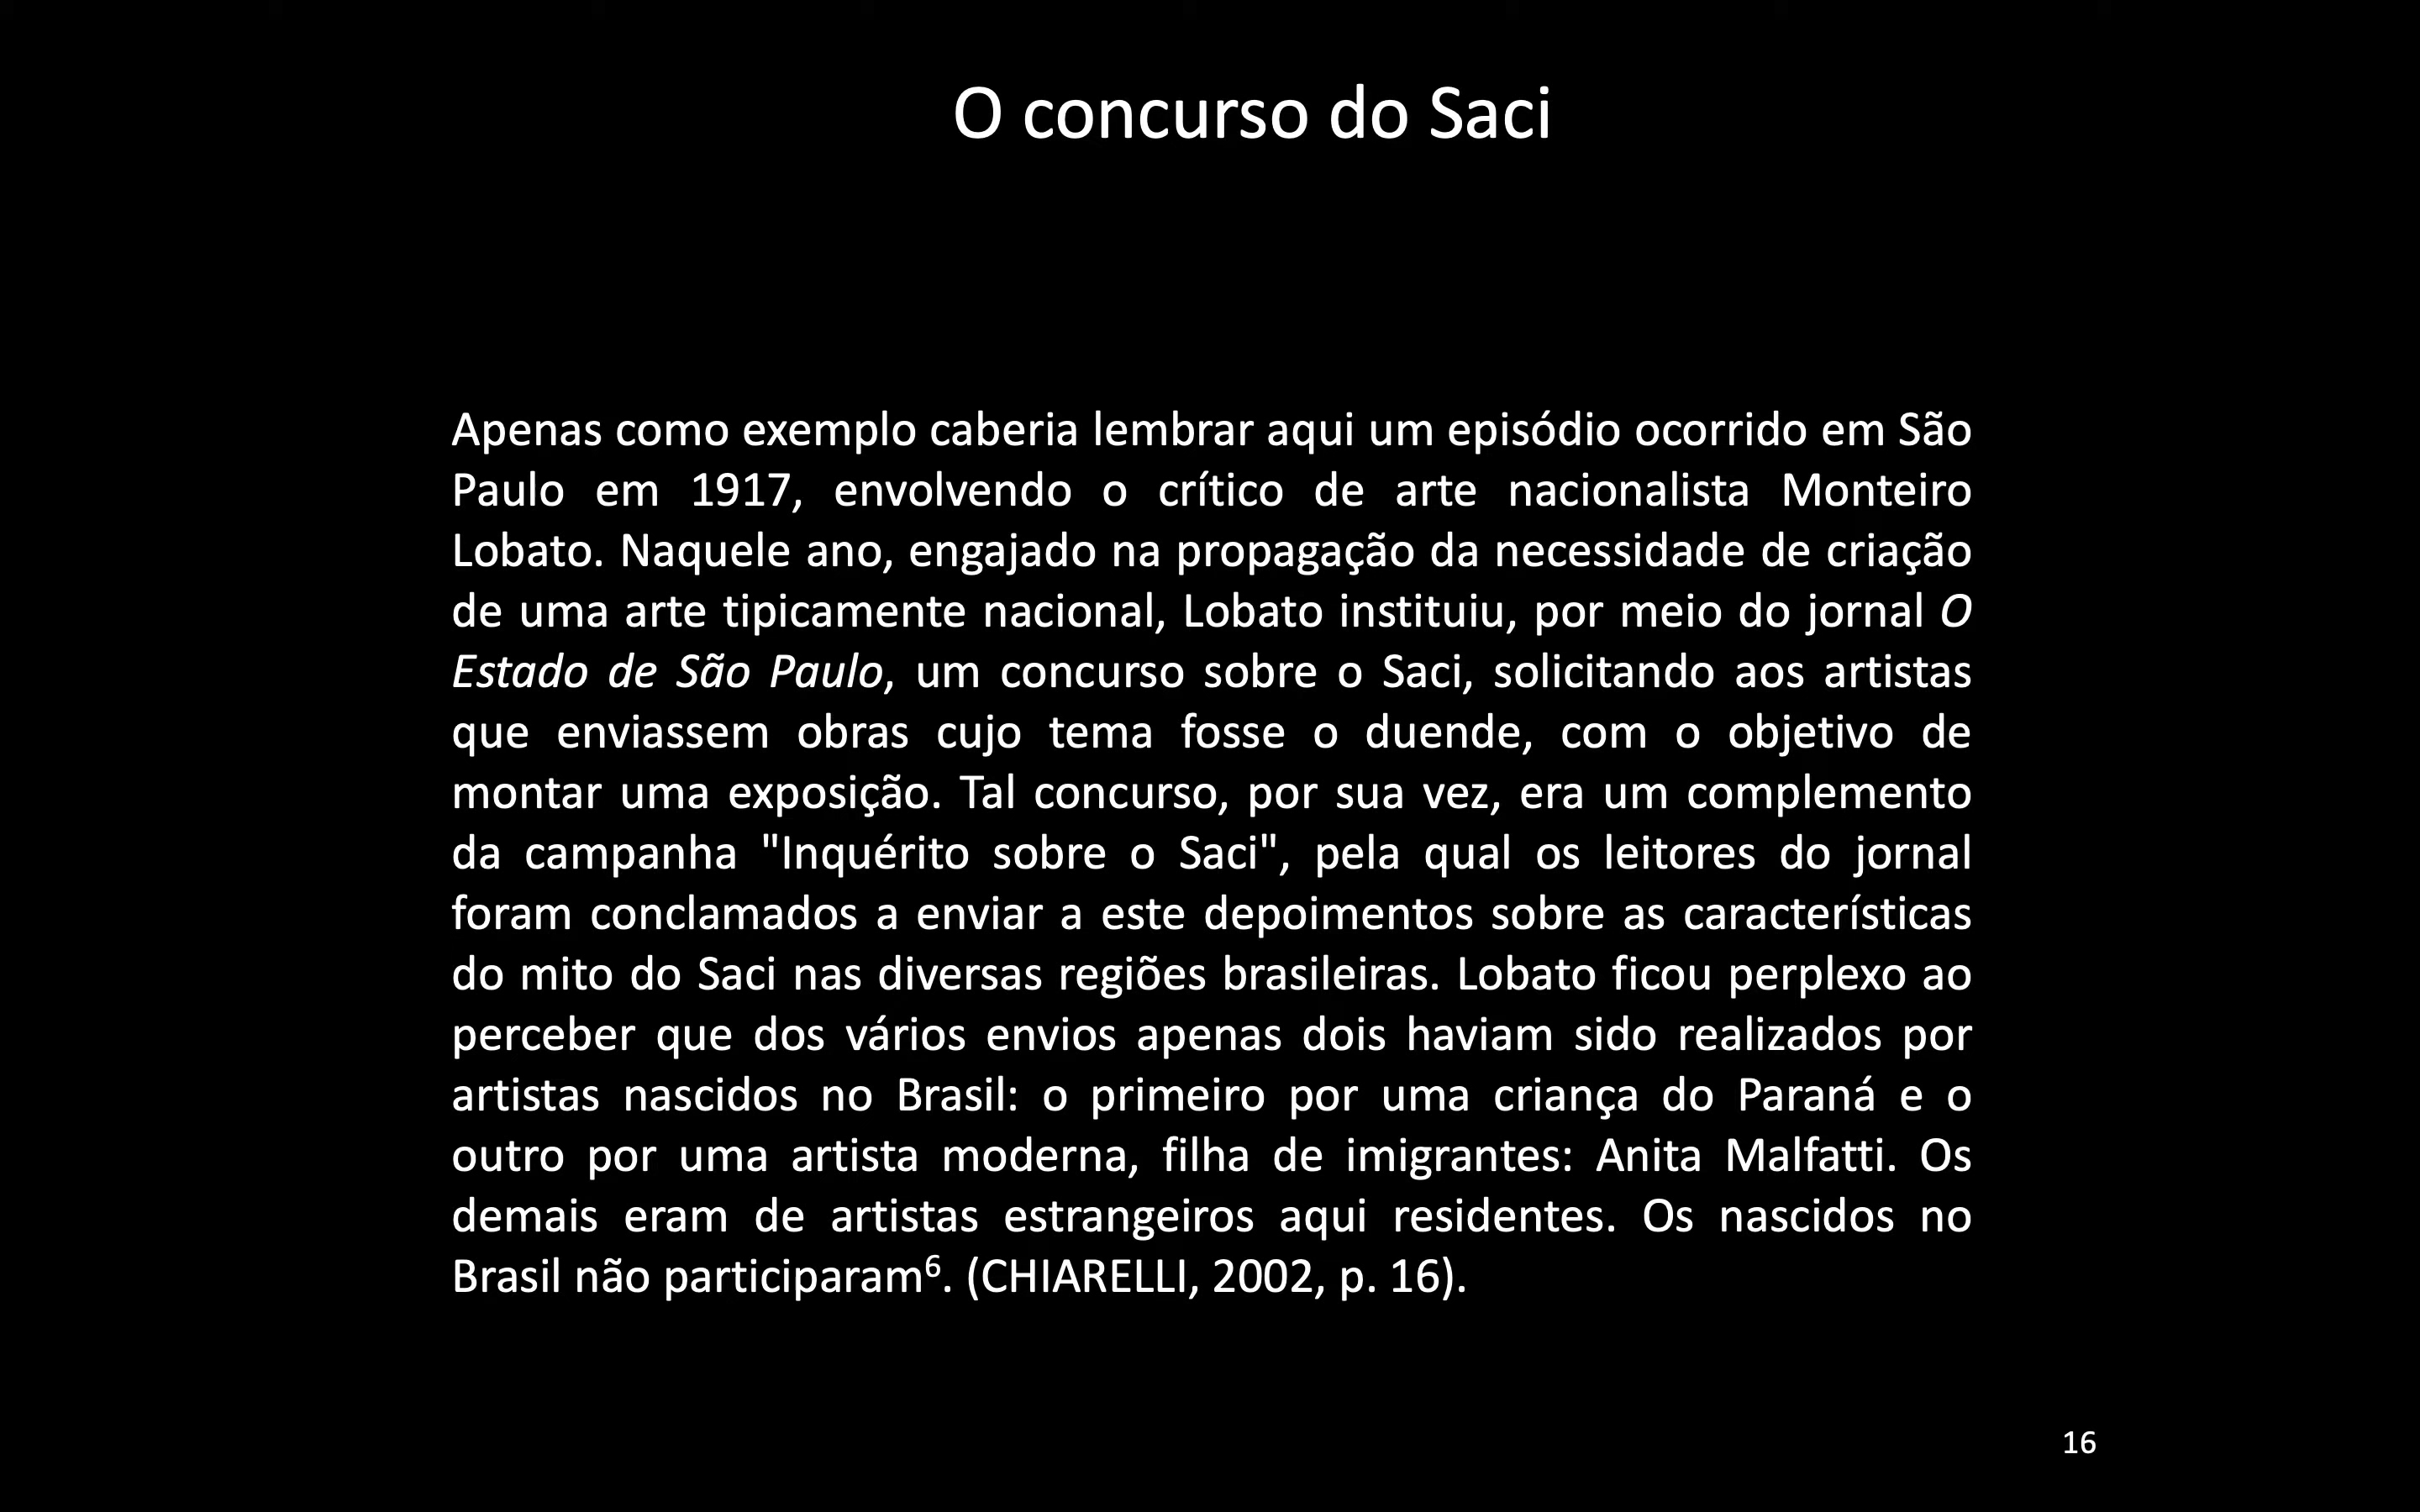 O concurso do Saci
Apenas como exemplo caberia lembrar aqui um episódio ocorrido em São
Paulo em 1917, envolvendo o crítico de arte nacionalista Monteiro
Lobato. Naquele ano, engajado na propagação da necessidade de criação
de uma arte tipicamente nacional, Lobato instituiu, por meio do jornal O
Estado de São Paulo, um concurso sobre o Saci, solicitando aos artistas
que enviassem obras cujo tema fosse o duende, com o objetivo de
montar uma exposição. Tal concurso, por sua vez, era um complemento
da campanha "Inquérito sobre o Saci", pela qual os leitores do jornal
foram conclamados a enviar a este depoimentos sobre as características
do mito do Saci nas diversas regiões brasileiras. Lobato ficou perplexo ao
perceber que dos vários envios apenas dois haviam sido realizados por
artistas nascidos no Brasil: o primeiro por uma criança do Paraná e o
outro por uma artista moderna, filha de imigrantes: Anita Malfatti. Os
demais eram de artistas estrangeiros aqui residentes. Os nascidos no
Brasil não participaram⁶. (CHIARELLI, 2002, p. 16).
16